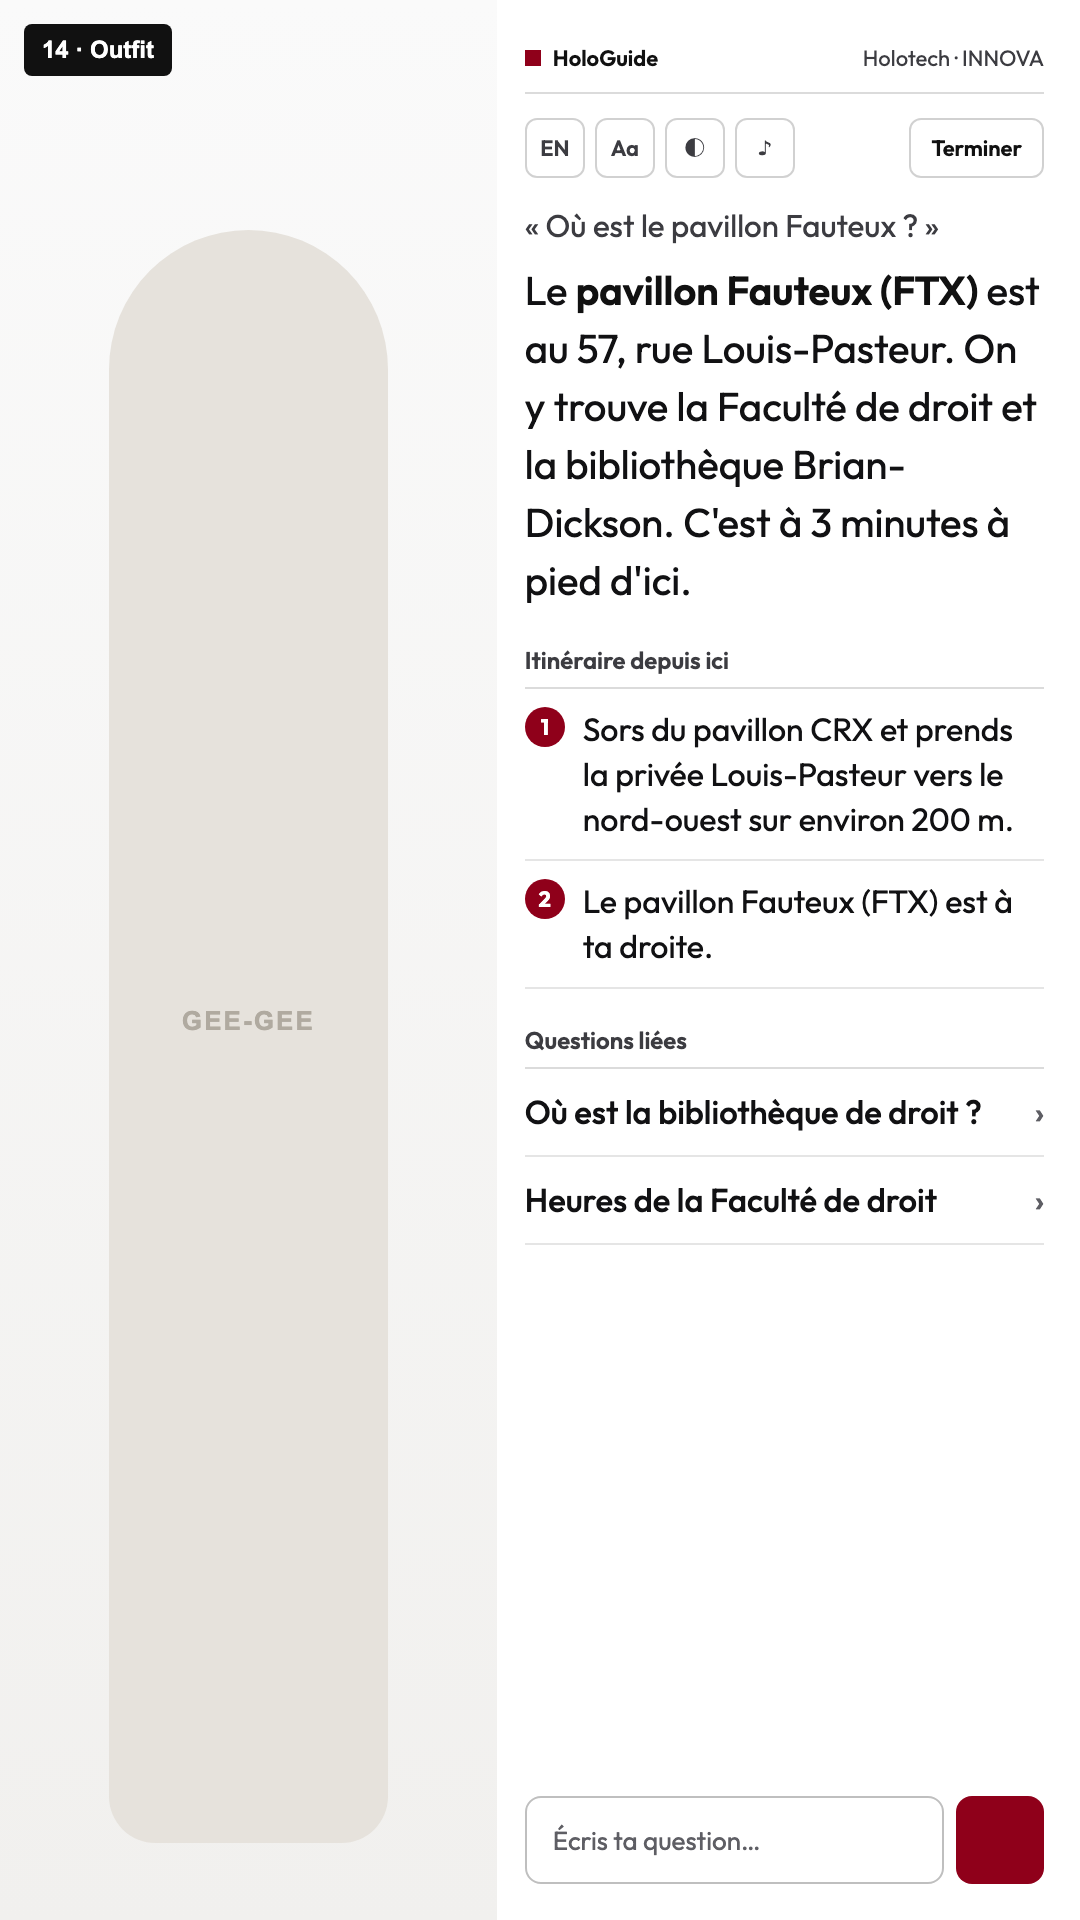 14 · Outfit
HoloGuide
Holotech · INNOVA
EN
Aa
Terminer
« Où est le pavillon Fauteux ? »
Le pavillon Fauteux (FTX) est
au 57, rue Louis-Pasteur. On
y trouve la Faculté de droit et
la bibliothèque Brian-
Dickson. C'est à 3 minutes à
pied d'ici.
Itinéraire depuis ici
1 Sors du pavillon CRX et prends
la privée Louis-Pasteur vers le
nord-ouest sur environ 200 m.
2 Le pavillon Fauteux (FTX) est à
ta droite.
GEE-GEE
Questions liées
Où est la bibliothèque de droit ? ›
Heures de la Faculté de droit ›
Écris ta question...